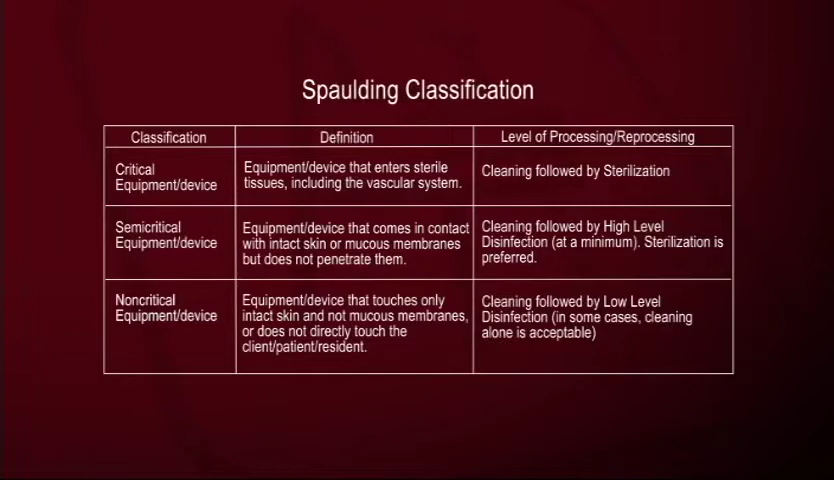 Spaulding Classification
Classification
Definition
Level of Processing/Reprocessing
Critical
Equipment/device
Equipment/device that enters sterile
tissues, including the vascular system.
Cleaning followed by Sterilization
Semicritical
Equipment/device
Equipment/device that comes in contact
with intact skin or mucous membranes
but does not penetrate them.
Cleaning followed by High Level
Disinfection (at a minimum). Sterilization is
preferred.
Noncritical
Equipment/device
Equipment/device that touches only
intact skin and not mucous membranes,
or does not directly touch the
client/patient/resident.
Cleaning followed by Low Level
Disinfection (in some cases, cleaning
alone is acceptable)